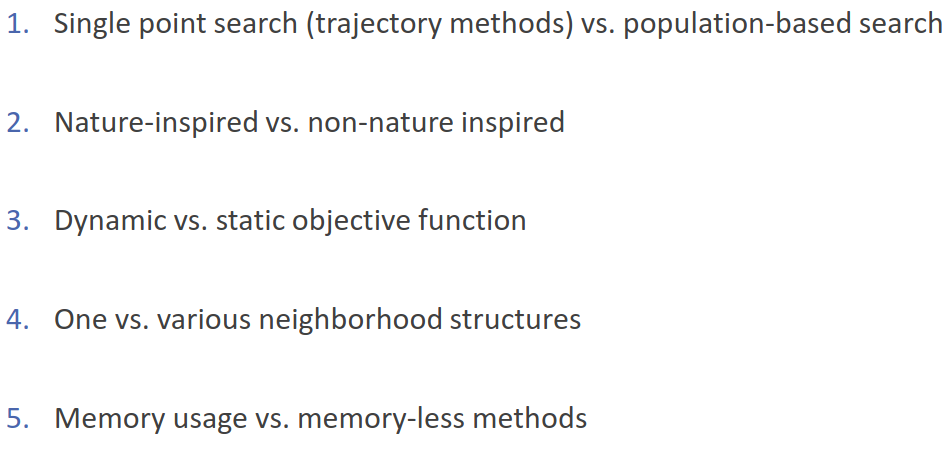 1. Single point search (trajectory methods) vs. population-based search
2. Nature-inspired vs. non-nature inspired
3. Dynamic vs. static objective function
4. One vs. various neighborhood structures
5. Memory usage vs. memory-less methods